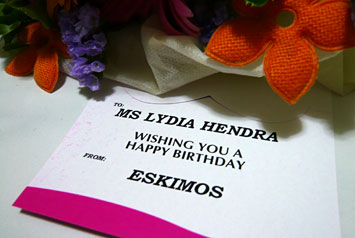 TO:
MS LYDIA HENDRA
WISHING YOU A
HAPPY BIRTHDAY
FROM:
ESKIMOS